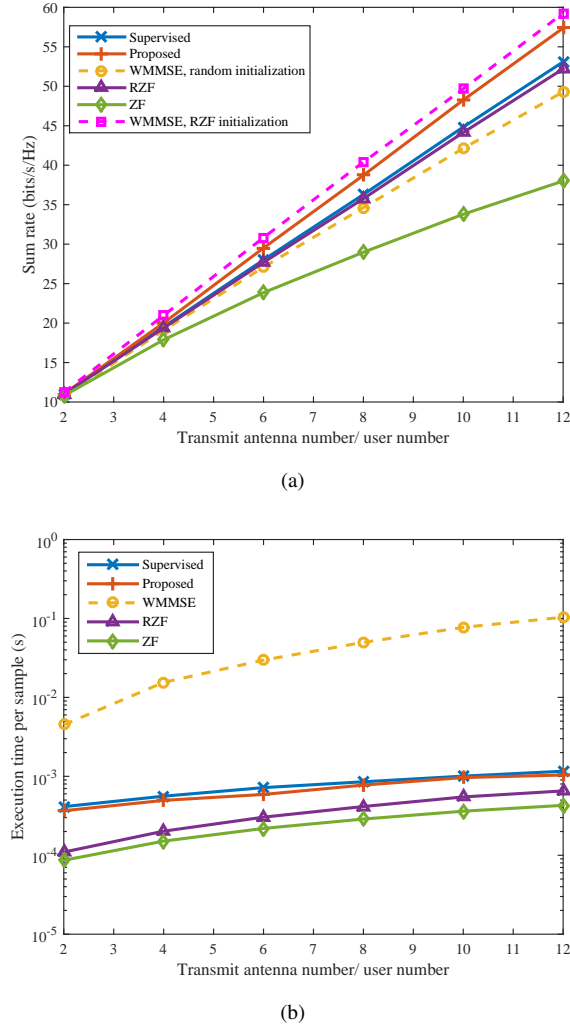 60
55
50
45
40
35
30
25
20
15
10
Sum rate (bits/s/Hz)
Supervised
Proposed
WMMSE, random initialization
RZF
ZF
WMMSE, RZF initialization
2 3 4 5 6 7 8 9 10 11 12
Transmit antenna number/ user number
(a)
10^0
10^-1
10^-2
10^-3
10^-4
10^-5
Execution time per sample (s)
Supervised
Proposed
WMMSE
RZF
ZF
2 3 4 5 6 7 8 9 10 11 12
Transmit antenna number/ user number
(b)